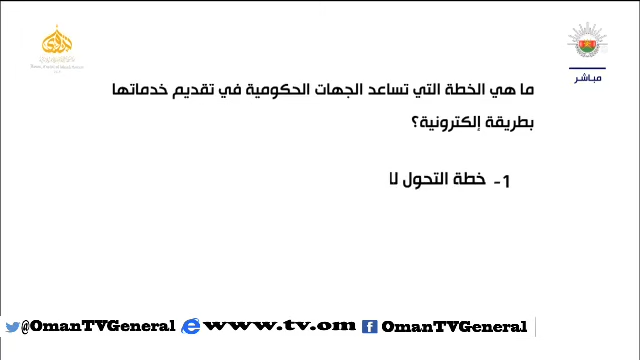 مباشر
ما هي الخطة التي تساعد الجهات الحكومية في تقديم خدماتها
بطريقة إلكترونية؟
1- خطة التحول لا
@OmanTVGeneral www.tv.om OmanTVGeneral